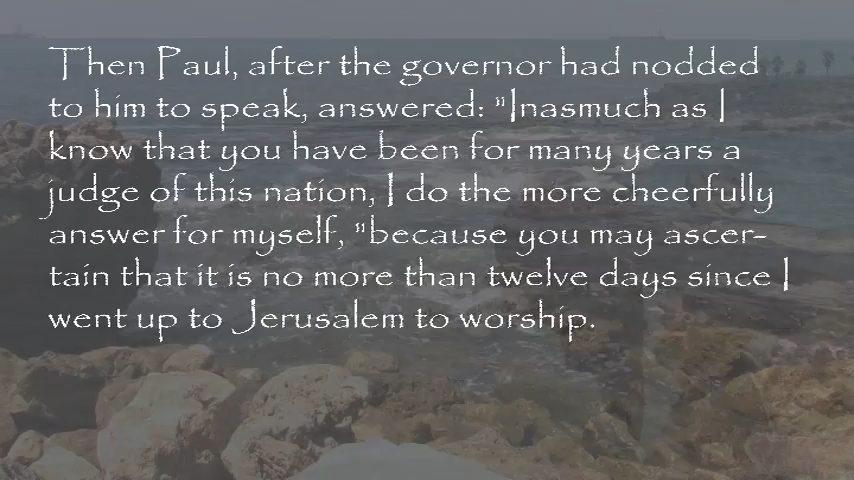 Then Paul, after the governor had nodded
to him to speak, answered: "Inasmuch as I
know that you have been for many years a
judge of this nation, I do the more cheerfully
answer for myself, "because you may ascer-
tain that it is no more than twelve days since I
went up to Jerusalem to worship.